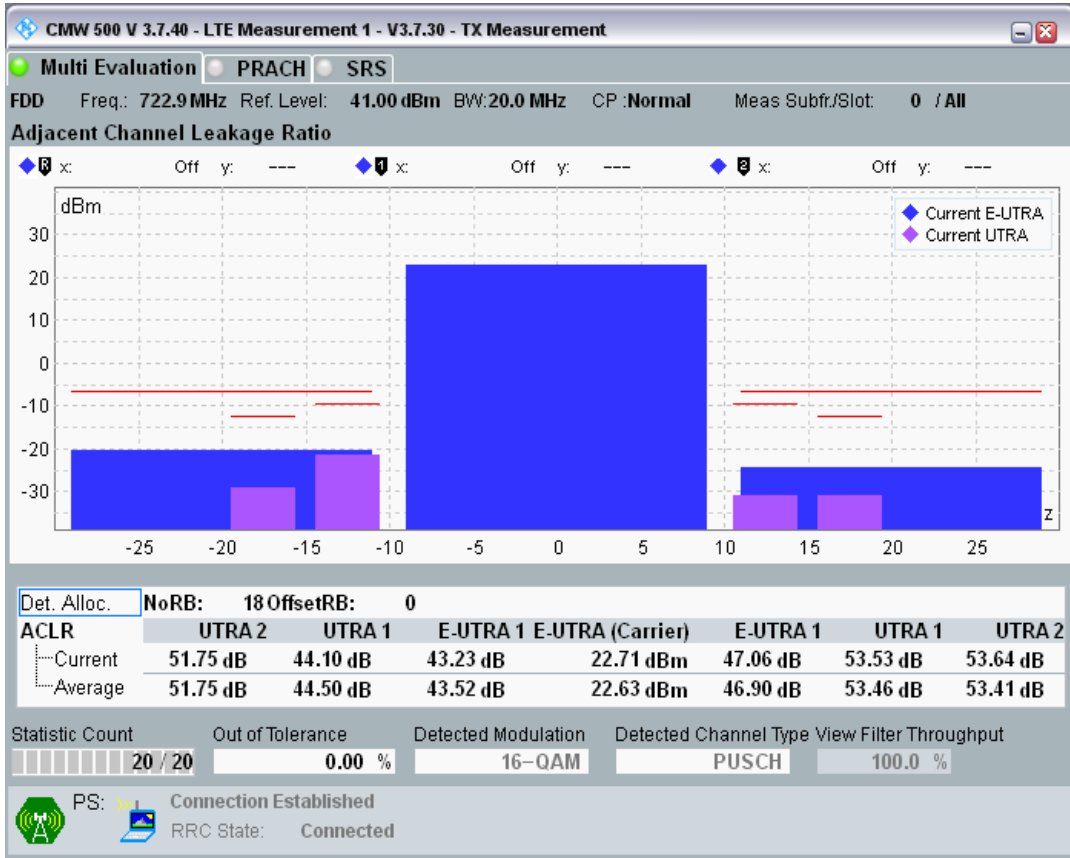 CMW 500 V 3.7.40 - LTE Measurement 1 - V3.7.30 - TX Measurement
Multi Evaluation PRACH SRS
FDD Freq.: 722.9 MHz Ref. Level: 41.00 dBm BW: 20.0 MHz CP :Normal Meas Subfr./Slot: 0 / All
Adjacent Channel Leakage Ratio
R x: Off y: --- 1 x: Off y: --- 2 x: Off y: ---
dBm
Current E-UTRA
Current UTRA
30
20
10
0
-10
-20
-30
z
-25 -20 -15 -10 -5 0 5 10 15 20 25
Det. Alloc. NoRB: 18 OffsetRB: 0
ACLR UTRA 2 UTRA 1 E-UTRA 1 E-UTRA (Carrier) E-UTRA 1 UTRA 1 UTRA 2
Current 51.75 dB 44.10 dB 43.23 dB 22.71 dBm 47.06 dB 53.53 dB 53.64 dB
Average 51.75 dB 44.50 dB 43.52 dB 22.63 dBm 46.90 dB 53.46 dB 53.41 dB
Statistic Count Out of Tolerance Detected Modulation Detected Channel Type View Filter Throughput
20 / 20 0.00 % 16-QAM PUSCH 100.0 %
PS: Connection Established
RRC State: Connected